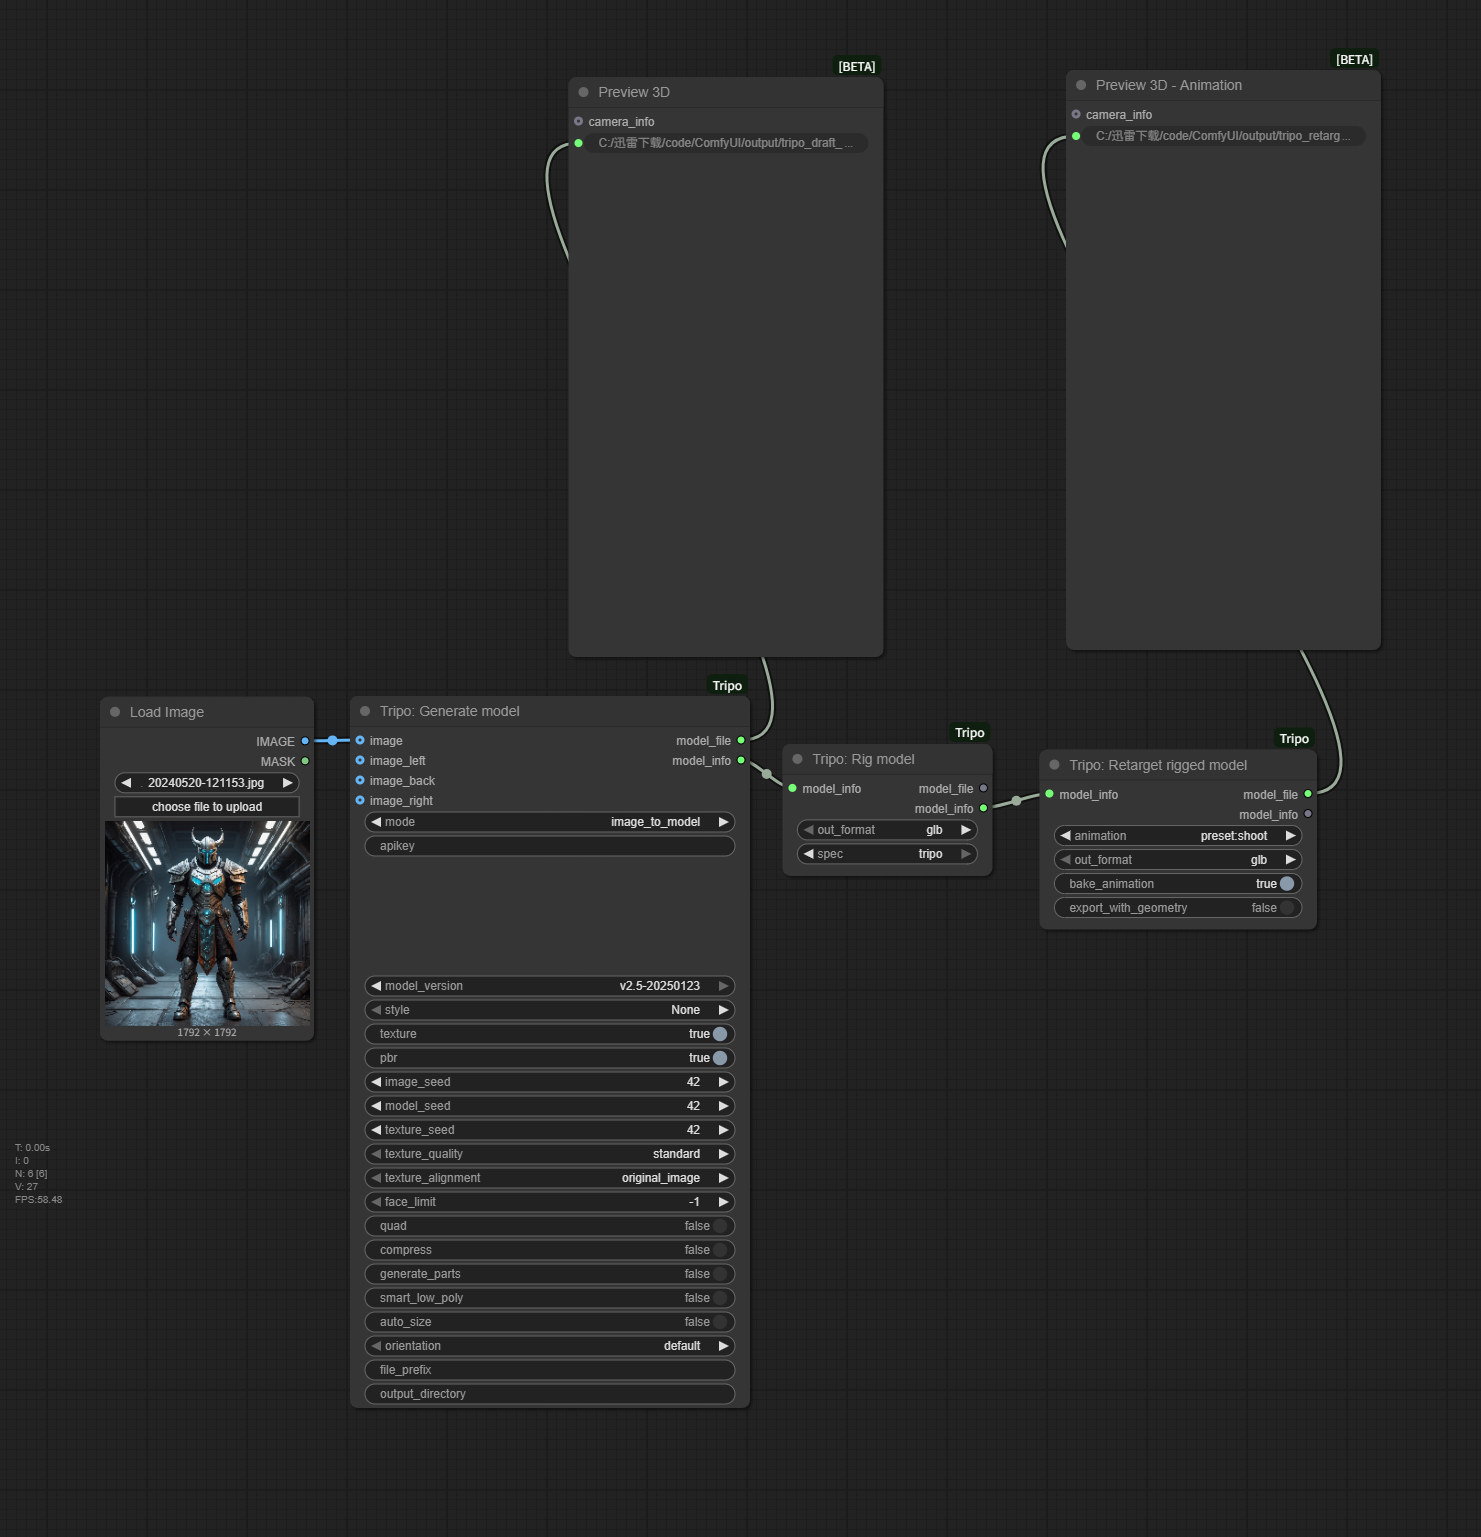 [BETA]
Preview 3D
camera_info
C:/迅雷下载/code/ComfyUI/output/tripo_draft_ ...
[BETA]
Preview 3D - Animation
camera_info
C:/迅雷下载/code/ComfyUI/output/tripo_retarg...
Load Image
IMAGE
MASK
20240520-121153.jpg
choose file to upload
1792 × 1792
Tripo
Tripo: Generate model
image model_file
image_left model_info
image_back
image_right
mode image_to_model
apikey
model_version v2.5-20250123
style None
texture true
pbr true
image_seed 42
model_seed 42
texture_seed 42
texture_quality standard
texture_alignment original_image
face_limit -1
quad false
compress false
generate_parts false
smart_low_poly false
auto_size false
orientation default
file_prefix
output_directory
Tripo
Tripo: Rig model
model_info model_file
model_info
out_format glb
spec tripo
Tripo
Tripo: Retarget rigged model
model_info model_file
model_info
animation preset:shoot
out_format glb
bake_animation true
export_with_geometry false
T: 0.00s
I: 0
N: 6 [6]
V: 27
FPS:58.48